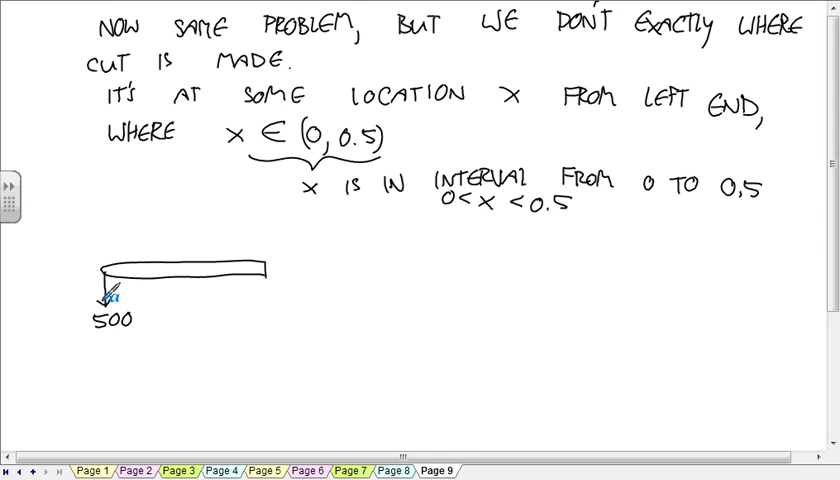 NOW SAME PROBLEM, BUT WE DON'T EXACTLY WHERE
CUT IS MADE.
IT'S AT SOME LOCATION X FROM LEFT END,
WHERE X ∈ (0, 0.5)
X IS IN INTERVAL FROM 0 TO 0.5
0 < X < 0.5
500
Page 1 Page 2 Page 3 Page 4 Page 5 Page 6 Page 7 Page 8 Page 9